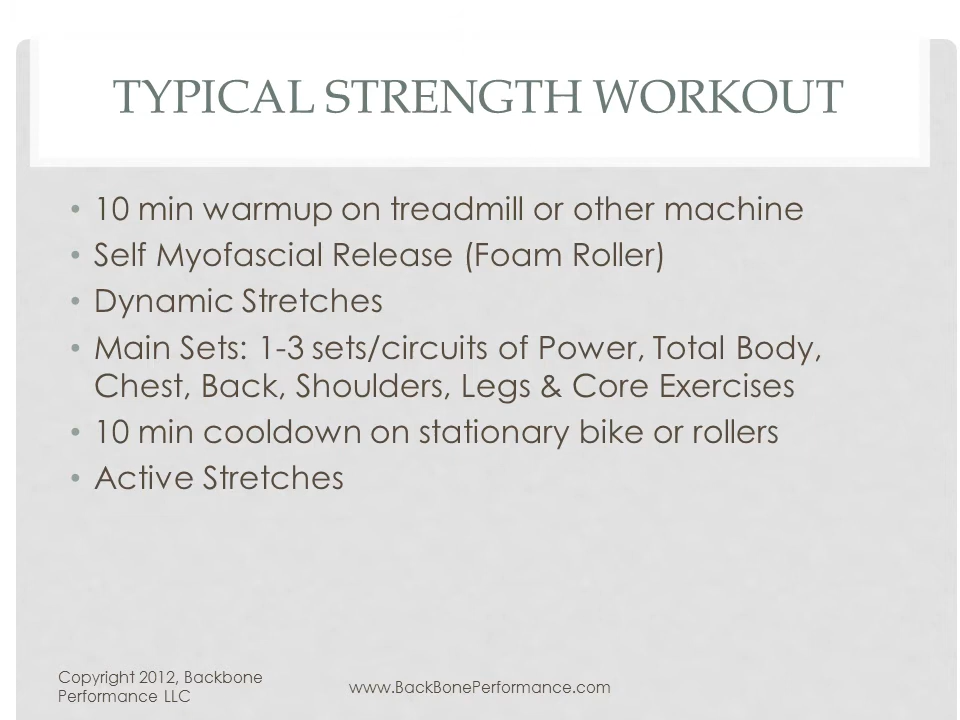 TYPICAL STRENGTH WORKOUT
• 10 min warmup on treadmill or other machine
• Self Myofascial Release (Foam Roller)
• Dynamic Stretches
• Main Sets: 1-3 sets/circuits of Power, Total Body,
Chest, Back, Shoulders, Legs & Core Exercises
• 10 min cooldown on stationary bike or rollers
• Active Stretches
Copyright 2012, Backbone
Performance LLC
www.BackBonePerformance.com